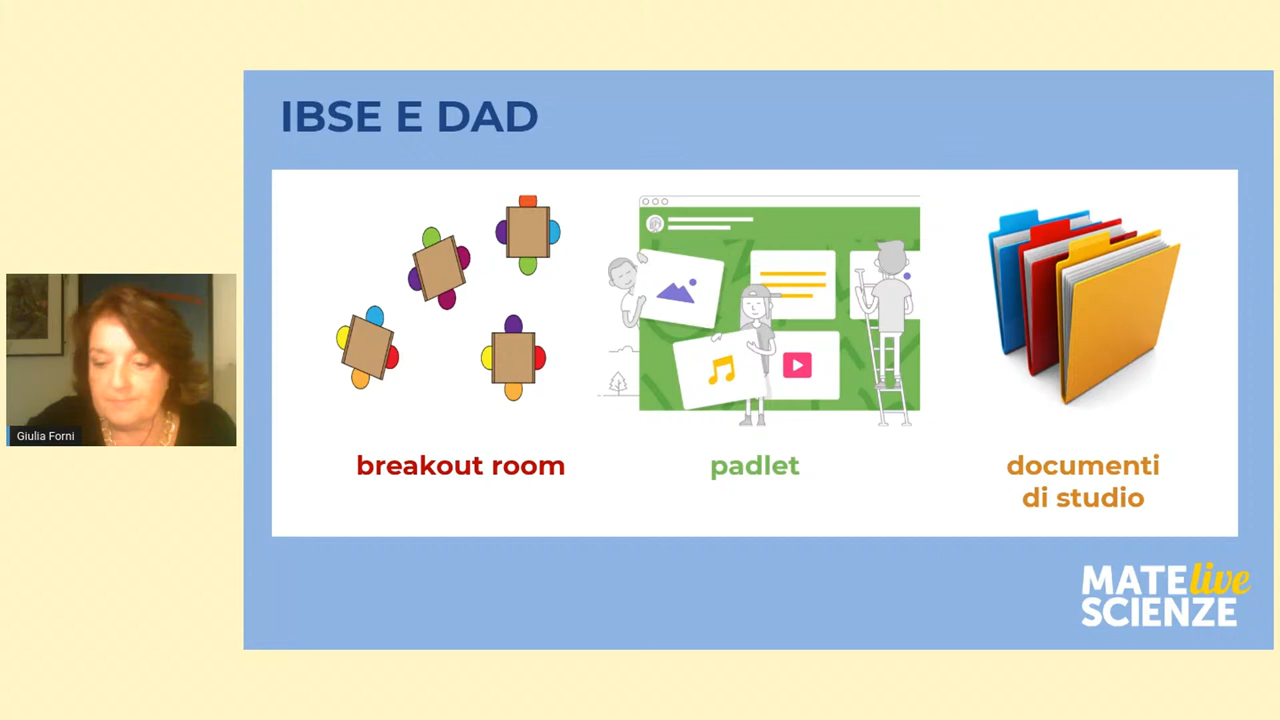 IBSE E DAD
breakout room
padlet
documenti
di studio
Giulia Forni
MATE live
SCIENZE